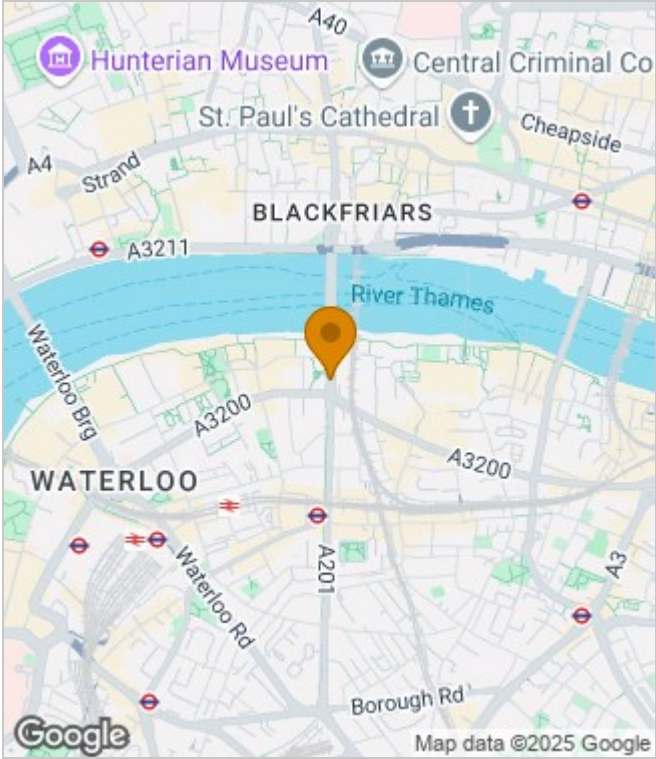 A40
Hunterian Museum
Central Criminal Co
St. Paul's Cathedral
Cheapside
A4
Strand
BLACKFRIARS
A3211
River Thames
Waterloo Brg
A3200
A3200
WATERLOO
A201
A3
Waterloo Rd
Borough Rd
Google
Map data ©2025 Google